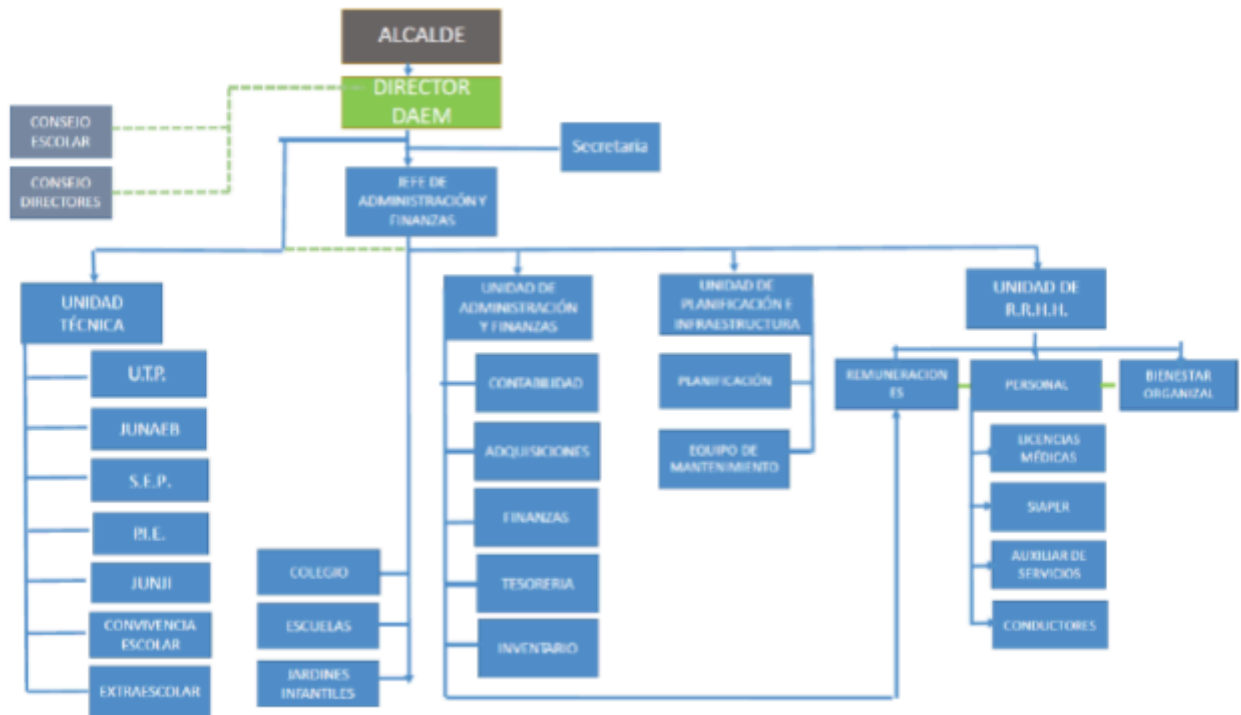 ALCALDE
DIRECTOR
DAEM
CONSEJO
ESCOLAR
CONSEJO
DIRECTORES
Secretaria
JEFE DE
ADMINISTRACIÓN Y
FINANZAS
UNIDAD
TÉCNICA
U.T.P.
JUNAEB
S.E.P.
P.I.E.
JUNJI
CONVIVENCIA
ESCOLAR
EXTRAESCOLAR
COLEGIO
ESCUELAS
JARDINES
INFANTILES
UNIDAD DE
ADMINISTRACIÓN
Y FINANZAS
CONTABILIDAD
ADQUISICIONES
FINANZAS
TESORERIA
INVENTARIO
UNIDAD DE
PLANIFICACIÓN E
INFRAESTRUCTURA
PLANIFICACIÓN
EQUIPO DE
MANTENIMIENTO
UNIDAD DE
R.R.H.H.
REMUNERACION
ES
PERSONAL
BIENESTAR
ORGANIZAL
LICENCIAS
MÉDICAS
SIAPER
AUXILIAR DE
SERVICIOS
CONDUCTORES